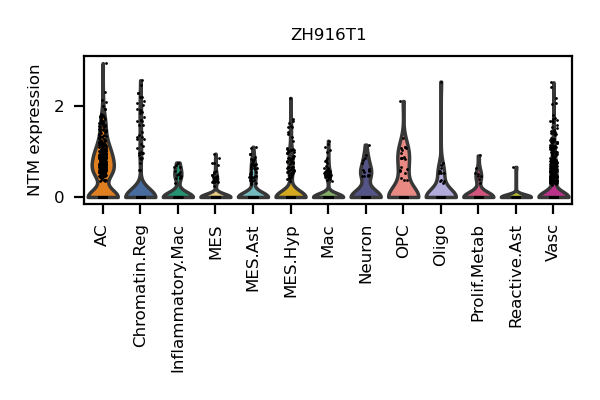 ZH916T1
NTM expression
2
0
AC
Chromatin.Reg
Inflammatory.Mac
MES
MES.Ast
MES.Hyp
Mac
Neuron
OPC
Oligo
Prolif.Metab
Reactive.Ast
Vasc